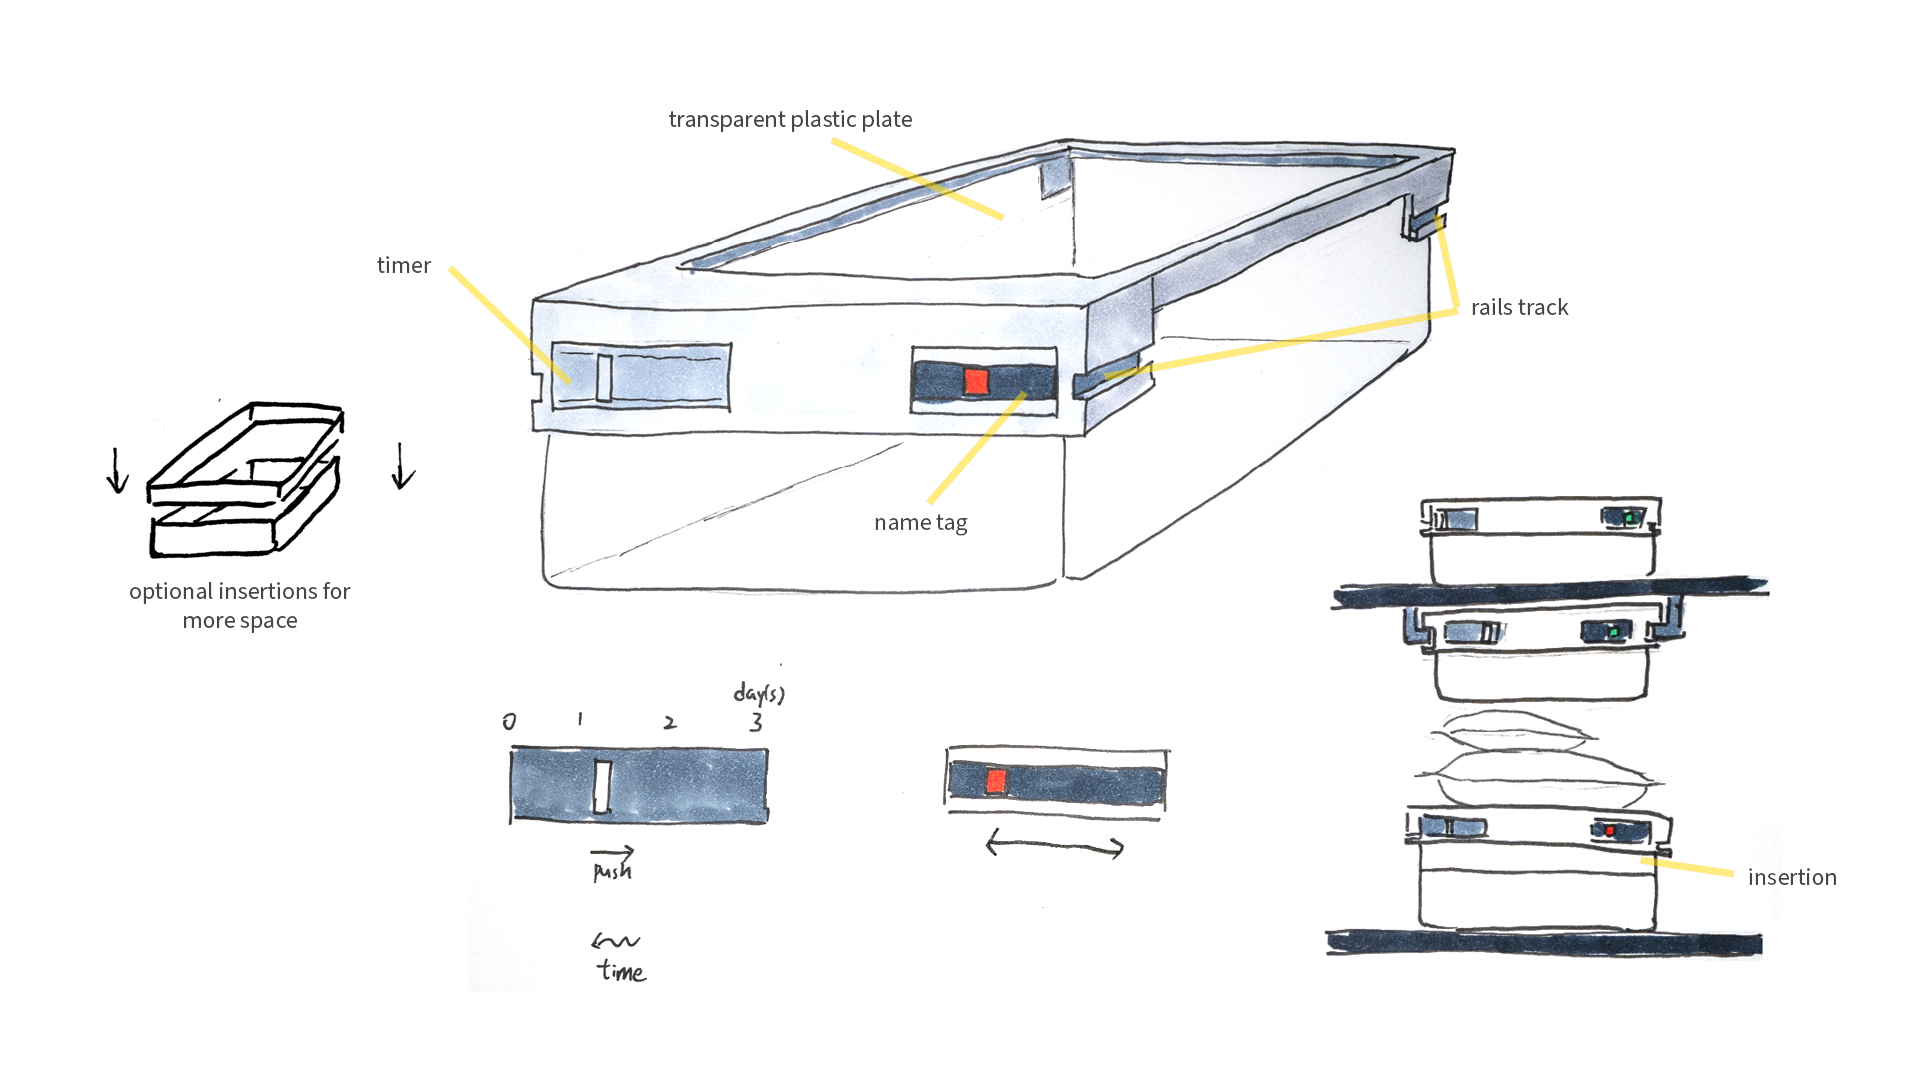 transparent plastic plate
timer
rails track
name tag
optional insertions for
more space
day(s)
0 1 2 3
push
time
insertion